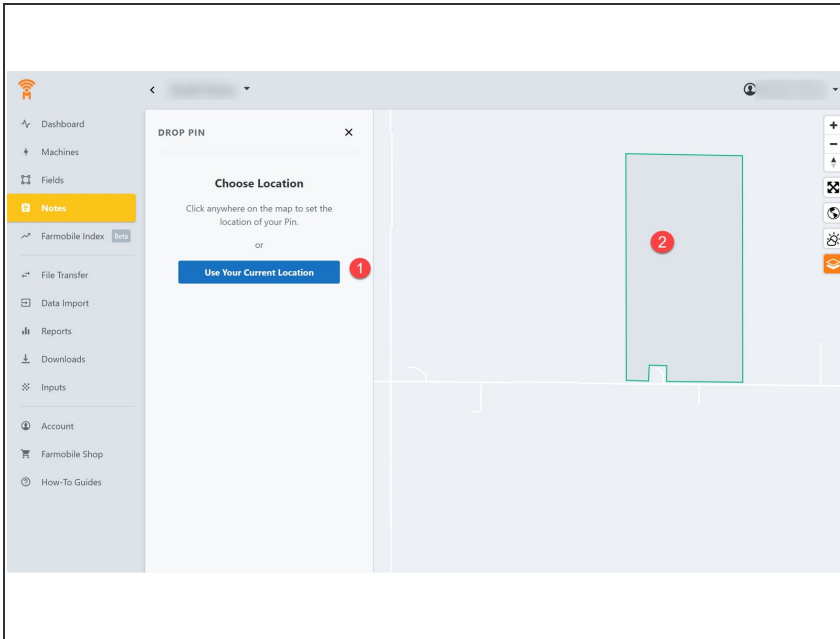 M
Dashboard
Machines
Fields
Notes
Farmobile Index Beta
File Transfer
Data Import
Reports
Downloads
Inputs
Account
Farmobile Shop
How-To Guides
DROP PIN
Choose Location
Click anywhere on the map to set the
location of your Pin.
or
Use Your Current Location
1
2